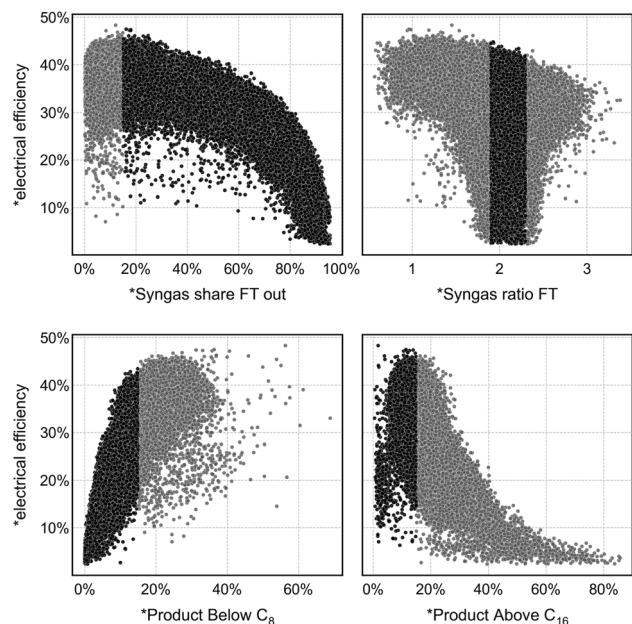 50%
40%
30%
20%
10%
*electrical efficiency
0% 20% 40% 60% 80% 100%
*Syngas share FT out
1 2 3
*Syngas ratio FT
50%
40%
30%
20%
10%
*electrical efficiency
0% 20% 40% 60%
*Product Below C₈
0% 20% 40% 60% 80%
*Product Above C₁₆